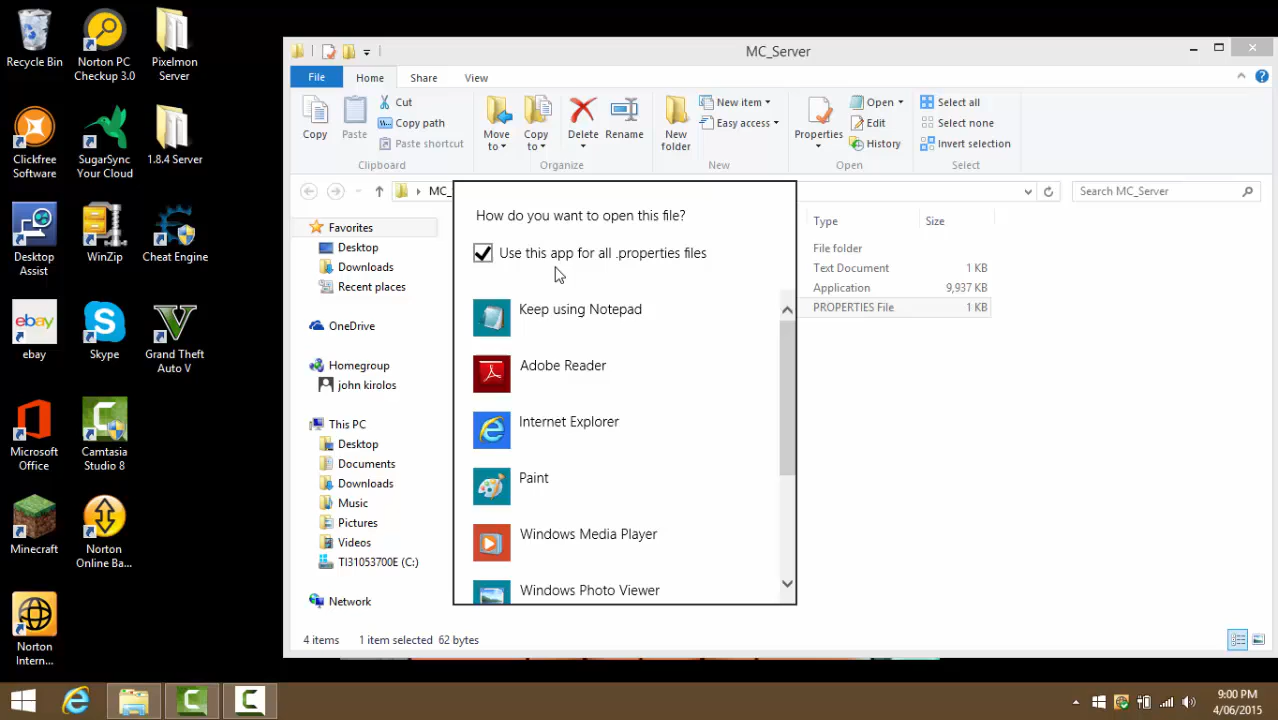 Recycle Bin
Norton PC
Checkup 3.0
Pixelmon
Server
Clickfree
Software
SugarSync
Your Cloud
1.8.4 Server
Desktop
Assist
WinZip
Cheat Engine
ebay
ebay
Skype
Grand Theft
Auto V
Microsoft
Office
Camtasia
Studio 8
Minecraft
Norton
Online Ba...
Norton
Intern...
MC_Server
File
Home
Share
View
Copy
Paste
Cut
Copy path
Paste shortcut
Clipboard
Move
to
Copy
to
Delete
Rename
Organize
New
folder
New item
Easy access
New
Properties
Open
Edit
History
Open
Select all
Select none
Invert selection
Select
MC_
Search MC_Server
Favorites
Desktop
Downloads
Recent places
OneDrive
Homegroup
john kirolos
This PC
Desktop
Documents
Downloads
Music
Pictures
Videos
TI31053700E (C:)
Network
Type
Size
File folder
Text Document
1 KB
Application
9,937 KB
PROPERTIES File
1 KB
How do you want to open this file?
Use this app for all .properties files
Keep using Notepad
Adobe Reader
Internet Explorer
Paint
Windows Media Player
Windows Photo Viewer
4 items
1 item selected 62 bytes
9:00 PM
4/06/2015